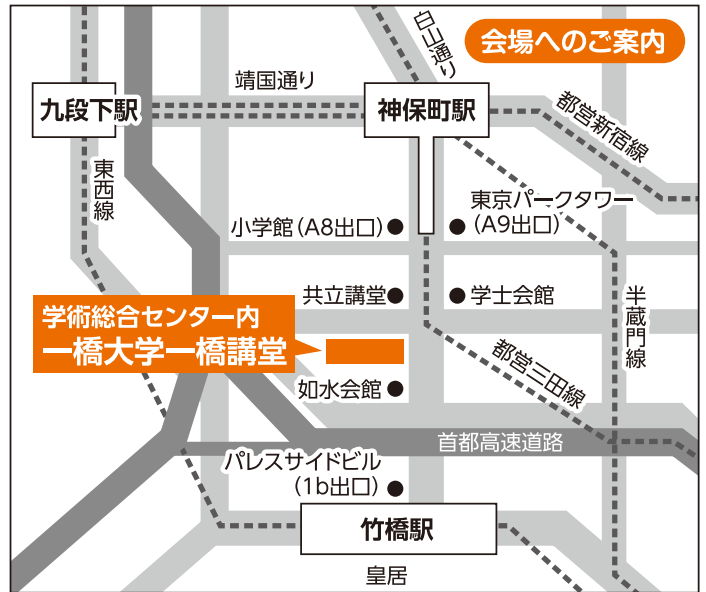 会場へのご案内
白山通り
靖国通り
九段下駅
神保町駅
都営新宿線
東西線
小学館（A8出口）
東京パークタワー
（A9出口）
共立講堂
学士会館
半蔵門線
学術総合センター内
一橋大学一橋講堂
都営三田線
如水会館
首都高速道路
パレスサイドビル
（1b出口）
竹橋駅
皇居